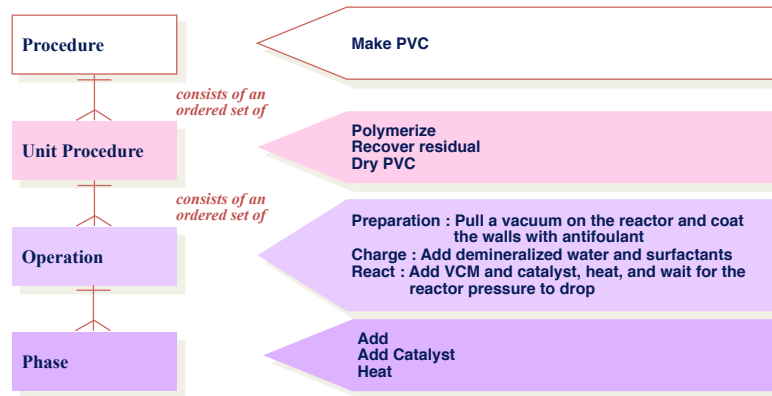 Procedure
Make PVC
consists of an
ordered set of
Unit Procedure
Polymerize
Recover residual
Dry PVC
consists of an
ordered set of
Operation
Preparation : Pull a vacuum on the reactor and coat
the walls with antifoulant
Charge : Add demineralized water and surfactants
React : Add VCM and catalyst, heat, and wait for the
reactor pressure to drop
Phase
Add
Add Catalyst
Heat